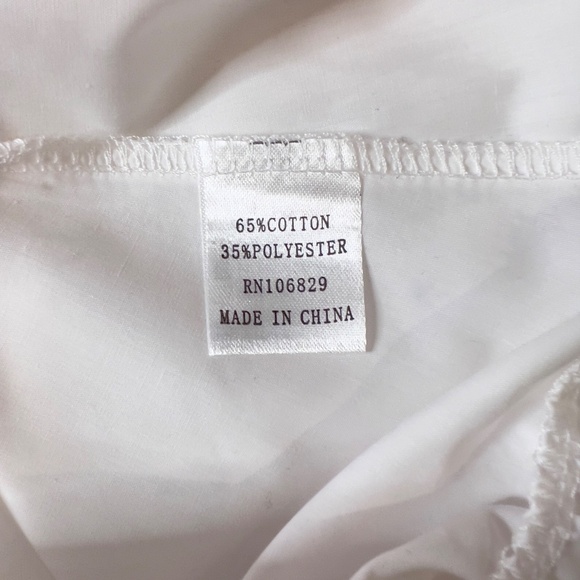 65%COTTON
35%POLYESTER
RN106829
MADE IN CHINA